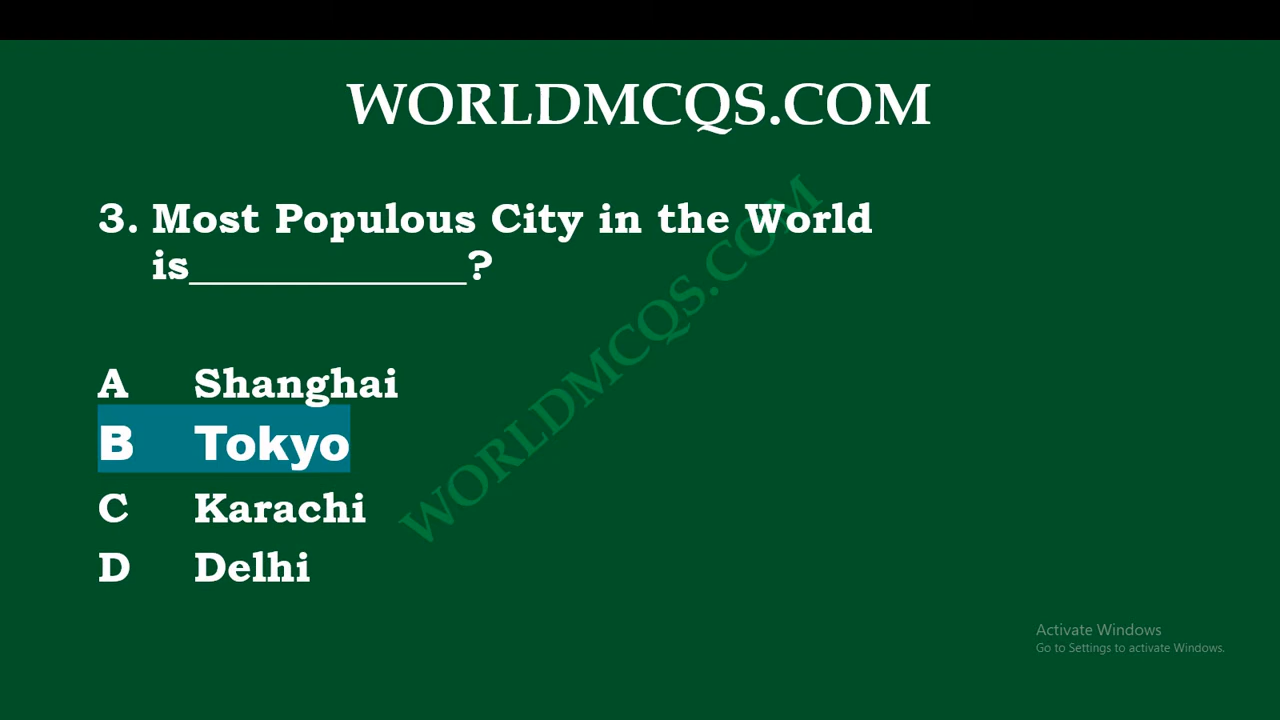 WORLDMCQS.COM
3. Most Populous City in the World
is______________?
A Shanghai
B Tokyo
C Karachi
D Delhi
WORLDMCQS.COM
Activate Windows
Go to Settings to activate Windows.